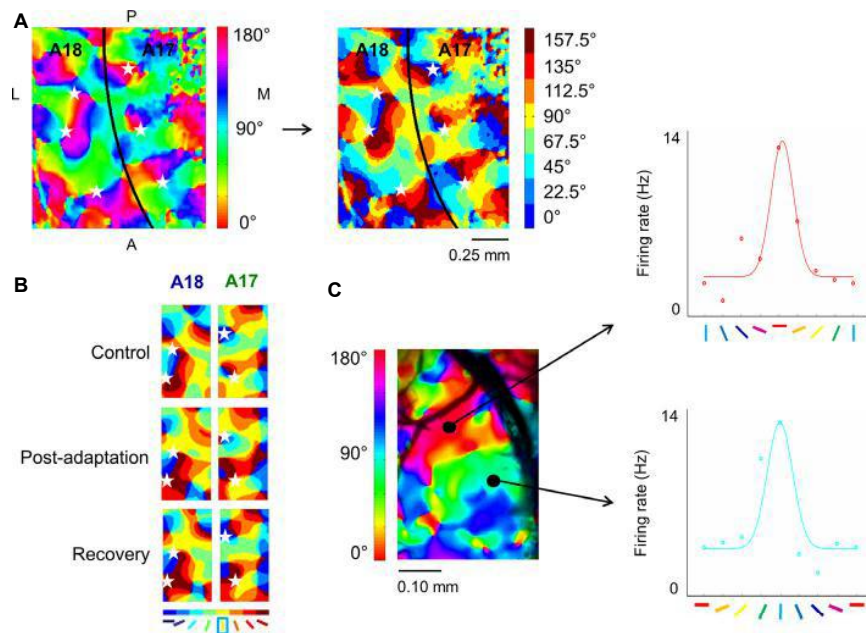 A
P
180°
A18 A17
L
90°
M
0°
A
A18 A17
157.5°
135°
112.5°
90°
67.5°
45°
22.5°
0°
0.25 mm
B
A18 A17
Control
Post-adaptation
Recovery
C
180°
90°
0°
0.10 mm
14
Firing rate (Hz)
0
14
Firing rate (Hz)
0